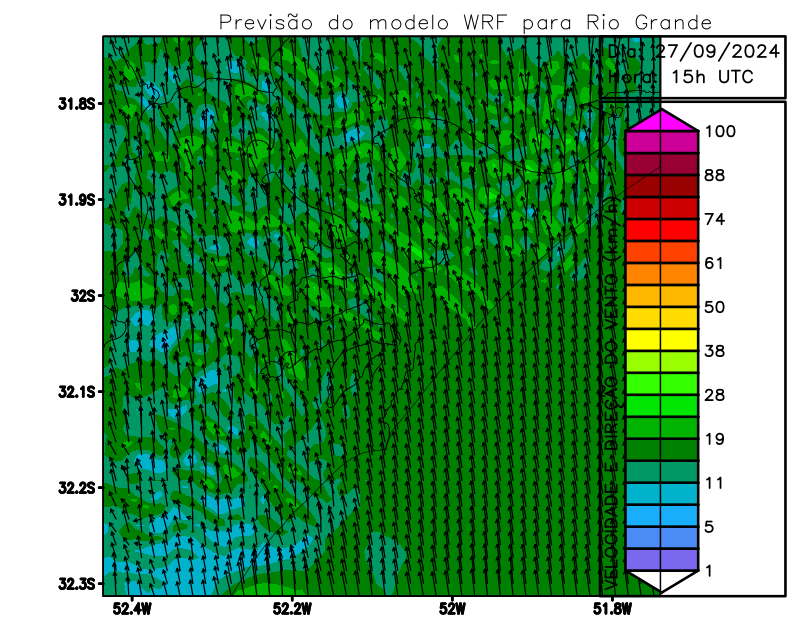 Previsão do modelo WRF para Rio Grande
Dia: 27/09/2024
Hora: 15h UTC
31.8S
31.9S
32S
32.1S
32.2S
32.3S
52.4W
52.2W
52W
51.8W
VELOCIDADE E DIREÇÃO DO VENTO (km/h)
100
88
74
61
50
38
28
19
11
5
1